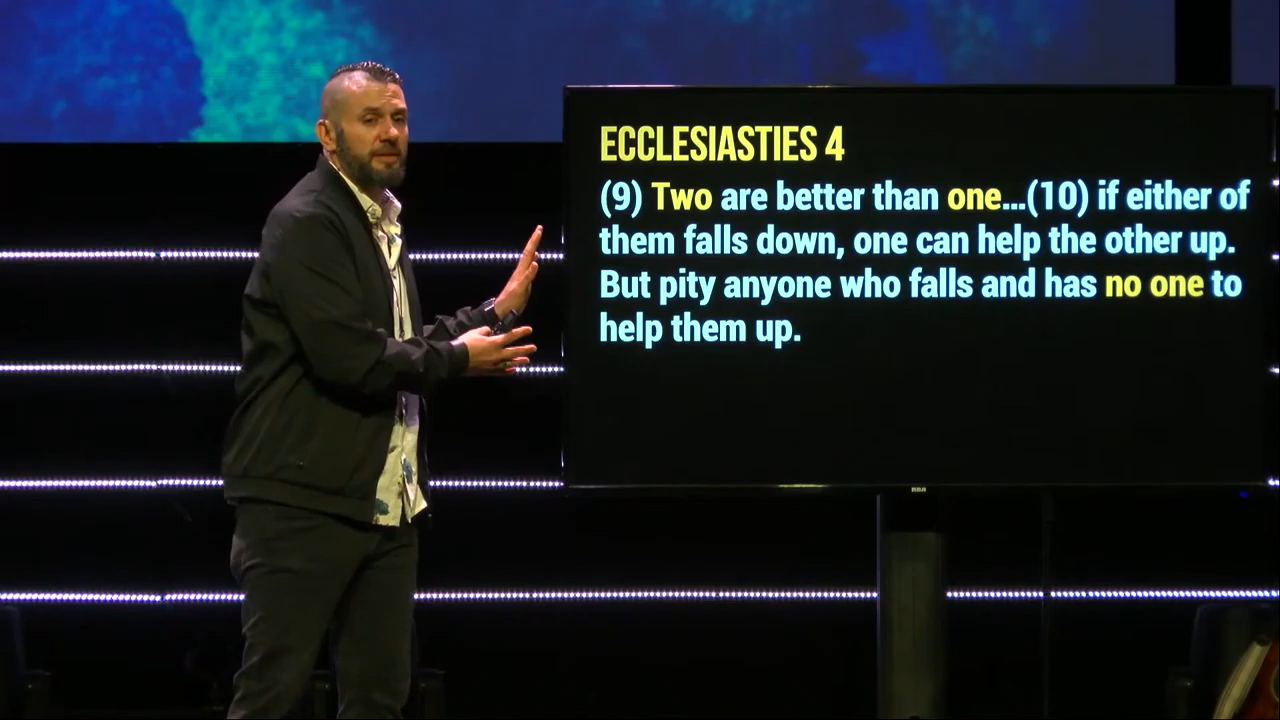 ECCLESIASTIES 4
(9) Two are better than one...(10) if either of
them falls down, one can help the other up.
But pity anyone who falls and has no one to
help them up.
RCA